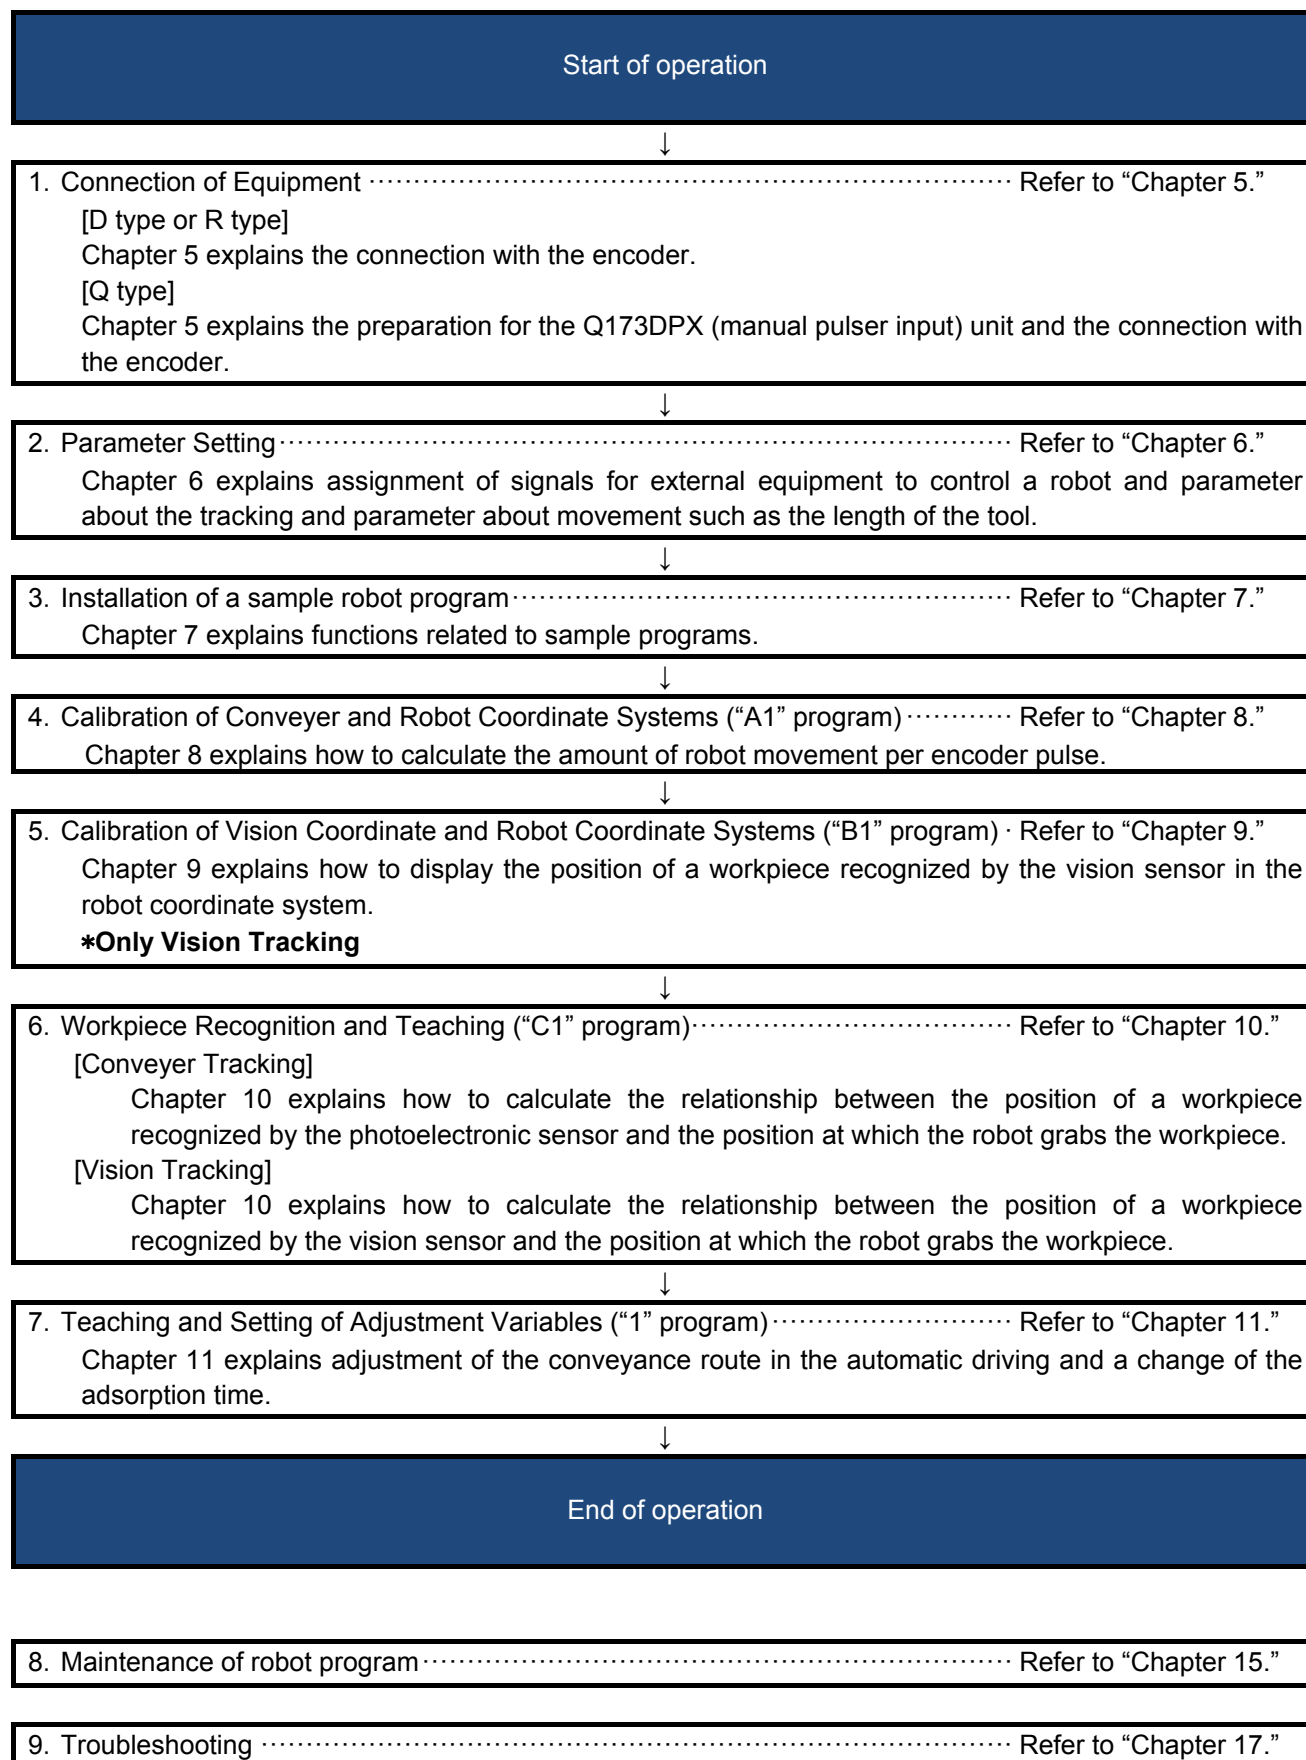 Start of operation
↓
1. Connection of Equipment ········································································ Refer to “Chapter 5.”
[D type or R type]
Chapter 5 explains the connection with the encoder.
[Q type]
Chapter 5 explains the preparation for the Q173DPX (manual pulser input) unit and the connection with
the encoder.
↓
2. Parameter Setting ·················································································· Refer to “Chapter 6.”
Chapter 6 explains assignment of signals for external equipment to control a robot and parameter
about the tracking and parameter about movement such as the length of the tool.
↓
3. Installation of a sample robot program ························································ Refer to “Chapter 7.”
Chapter 7 explains functions related to sample programs.
↓
4. Calibration of Conveyer and Robot Coordinate Systems (“A1” program) ············ Refer to “Chapter 8.”
Chapter 8 explains how to calculate the amount of robot movement per encoder pulse.
↓
5. Calibration of Vision Coordinate and Robot Coordinate Systems (“B1” program) · Refer to “Chapter 9.”
Chapter 9 explains how to display the position of a workpiece recognized by the vision sensor in the
robot coordinate system.
*Only Vision Tracking
↓
6. Workpiece Recognition and Teaching (“C1” program) ···································· Refer to “Chapter 10.”
[Conveyer Tracking]
Chapter 10 explains how to calculate the relationship between the position of a workpiece
recognized by the photoelectronic sensor and the position at which the robot grabs the workpiece.
[Vision Tracking]
Chapter 10 explains how to calculate the relationship between the position of a workpiece
recognized by the vision sensor and the position at which the robot grabs the workpiece.
↓
7. Teaching and Setting of Adjustment Variables (“1” program) ··························· Refer to “Chapter 11.”
Chapter 11 explains adjustment of the conveyance route in the automatic driving and a change of the
adsorption time.
↓
End of operation
8. Maintenance of robot program ·································································· Refer to “Chapter 15.”
9. Troubleshooting ···················································································· Refer to “Chapter 17.”